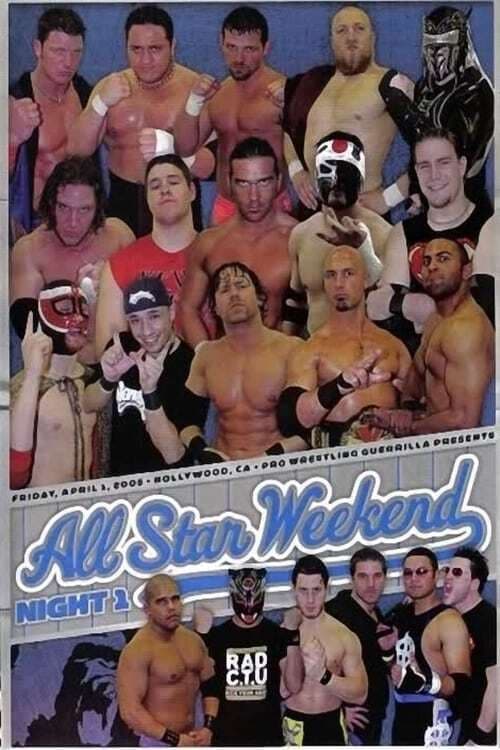 FRIDAY, APRIL 1, 2005 • HOLLYWOOD, CA • PRO WRESTLING GUERRILLA PRESENTS
All Star Weekend
NIGHT 1
RAD
C.T.U